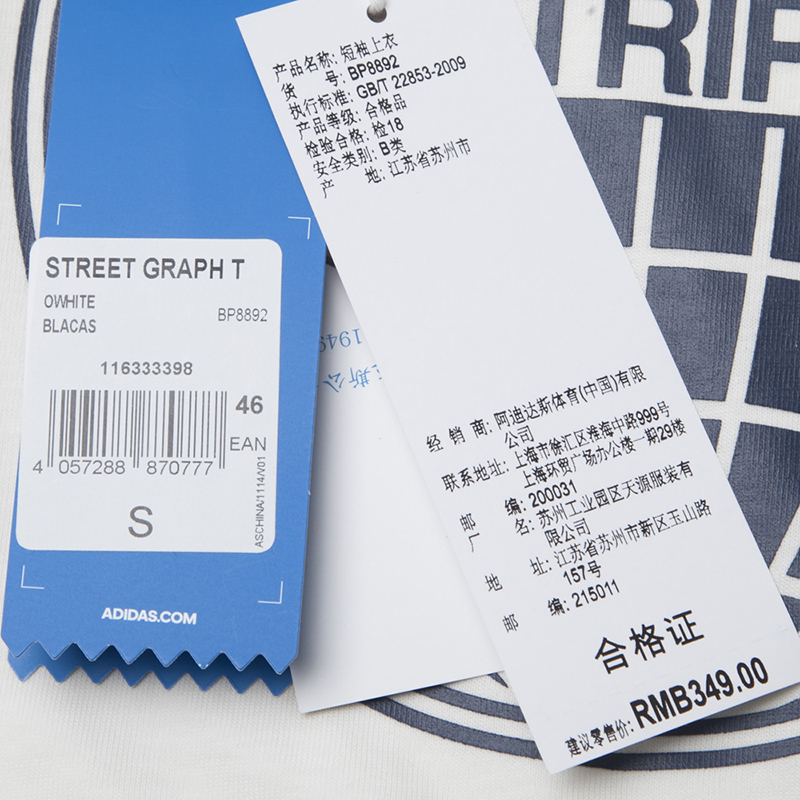 TRIP
STREET GRAPH T
OWHITE
BLACAS
BP8892
116333398
46
EAN
4 057288 870777
S
ASCHINA/1114/V01
ADIDAS.COM
产品名称: 短袖上衣
货 号: BP8892
执行标准: GB/T 22853-2009
产品等级: 合格品
检验合格: 检18
安全类别: B类
产 地: 江苏省苏州市
1949
斯公
经 销 商: 阿迪达斯体育(中国)有限
公司
联系地址: 上海市徐汇区淮海中路999号
上海环贸广场办公楼一期29楼
邮 编: 200031
厂 名: 苏州工业园区天源服装有
限公司
地 址: 江苏省苏州市新区玉山路
157号
邮 编: 215011
合格证
建议零售价: RMB349.00